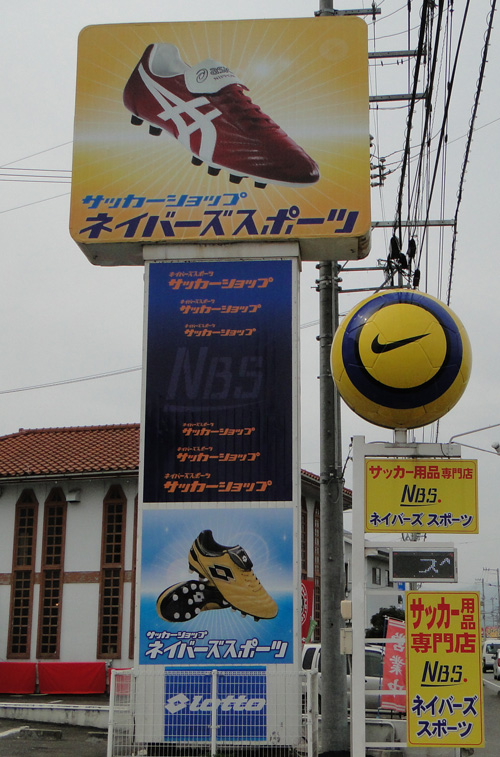 asics
サッカーショップ
ネイバーズスポーツ
ネイバーズスポーツ
サッカーショップ
ネイバーズスポーツ
サッカーショップ
ネイバーズスポーツ
サッカーショップ
NBS
ネイバーズスポーツ
サッカーショップ
ネイバーズスポーツ
サッカーショップ
ネイバーズスポーツ
サッカーショップ
サッカーショップ
ネイバーズスポーツ
Lotto
サッカー用品専門店
NBS.
ネイバーズ スポーツ
ズベ
サッカー用品
専門店
NBS.
ネイバーズ
スポーツ
営業中